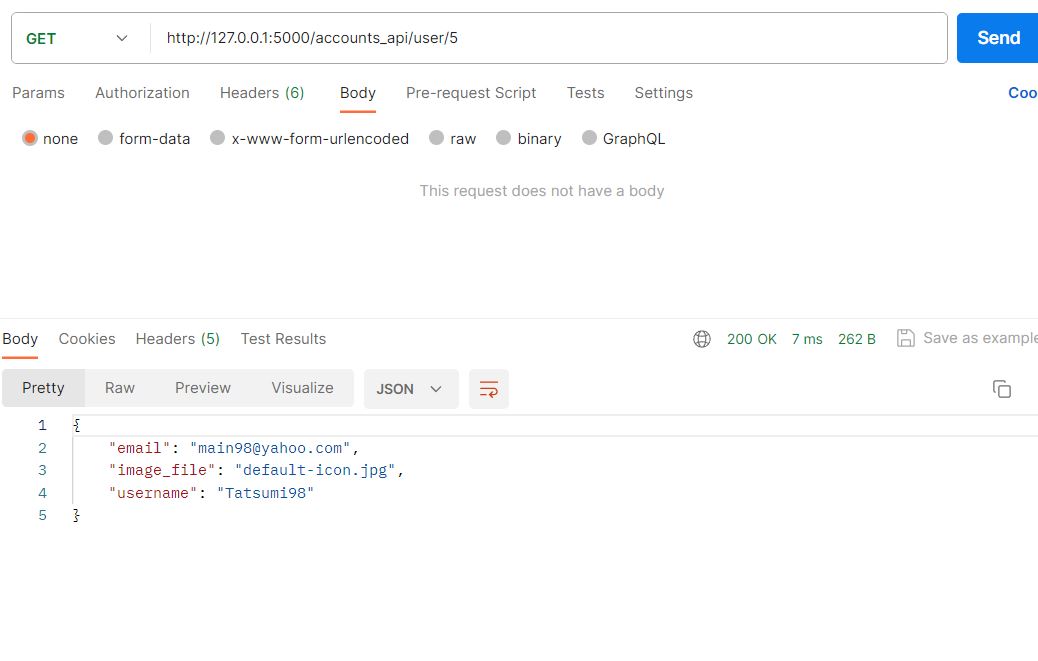 GET http://127.0.0.1:5000/accounts_api/user/5 Send
Params Authorization Headers (6) Body Pre-request Script Tests Settings Coo
none form-data x-www-form-urlencoded raw binary GraphQL
This request does not have a body
Body Cookies Headers (5) Test Results 200 OK 7 ms 262 B Save as example
Pretty Raw Preview Visualize JSON
1 {
2 "email": "main98@yahoo.com",
3 "image_file": "default-icon.jpg",
4 "username": "Tatsumi98"
5 }